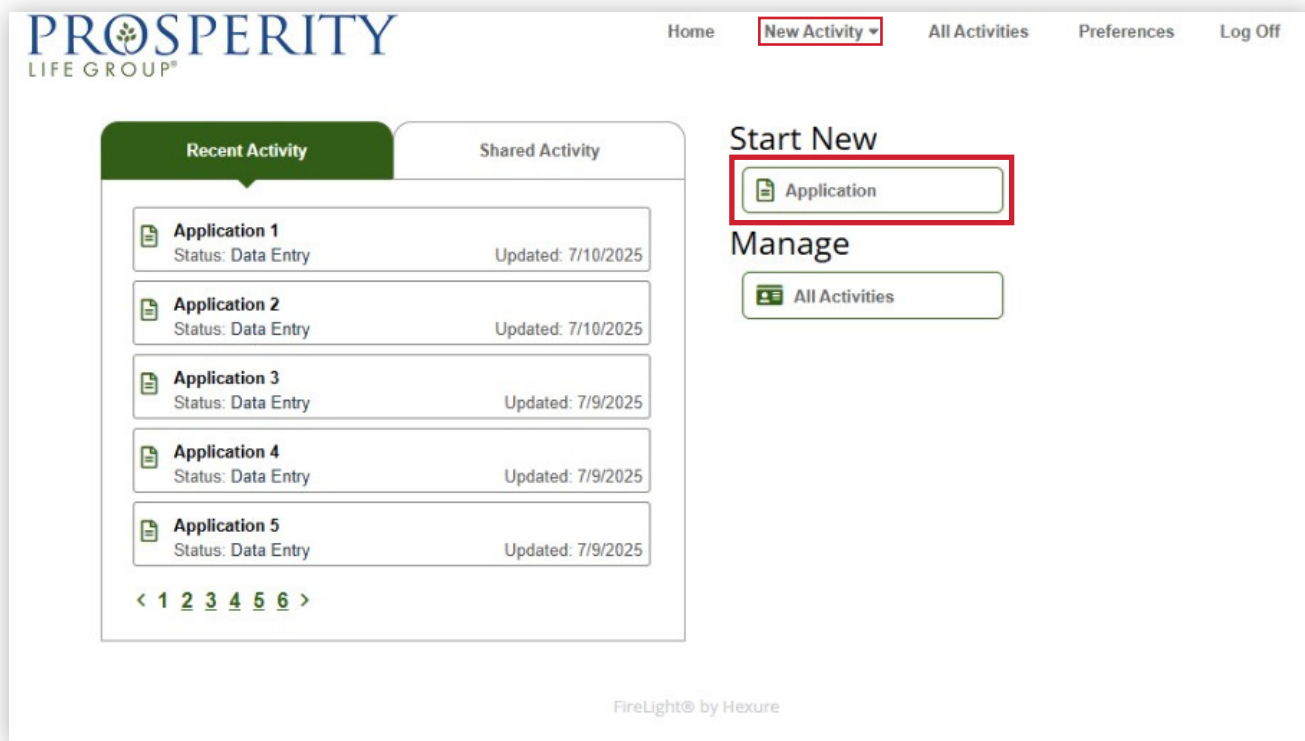 PROSPERITY
LIFE GROUP®
Home New Activity All Activities Preferences Log Off
Recent Activity Shared Activity
Application 1
Status: Data Entry Updated: 7/10/2025
Application 2
Status: Data Entry Updated: 7/10/2025
Application 3
Status: Data Entry Updated: 7/9/2025
Application 4
Status: Data Entry Updated: 7/9/2025
Application 5
Status: Data Entry Updated: 7/9/2025
< 1 2 3 4 5 6 >
Start New
Application
Manage
All Activities
FireLight® by Hexure